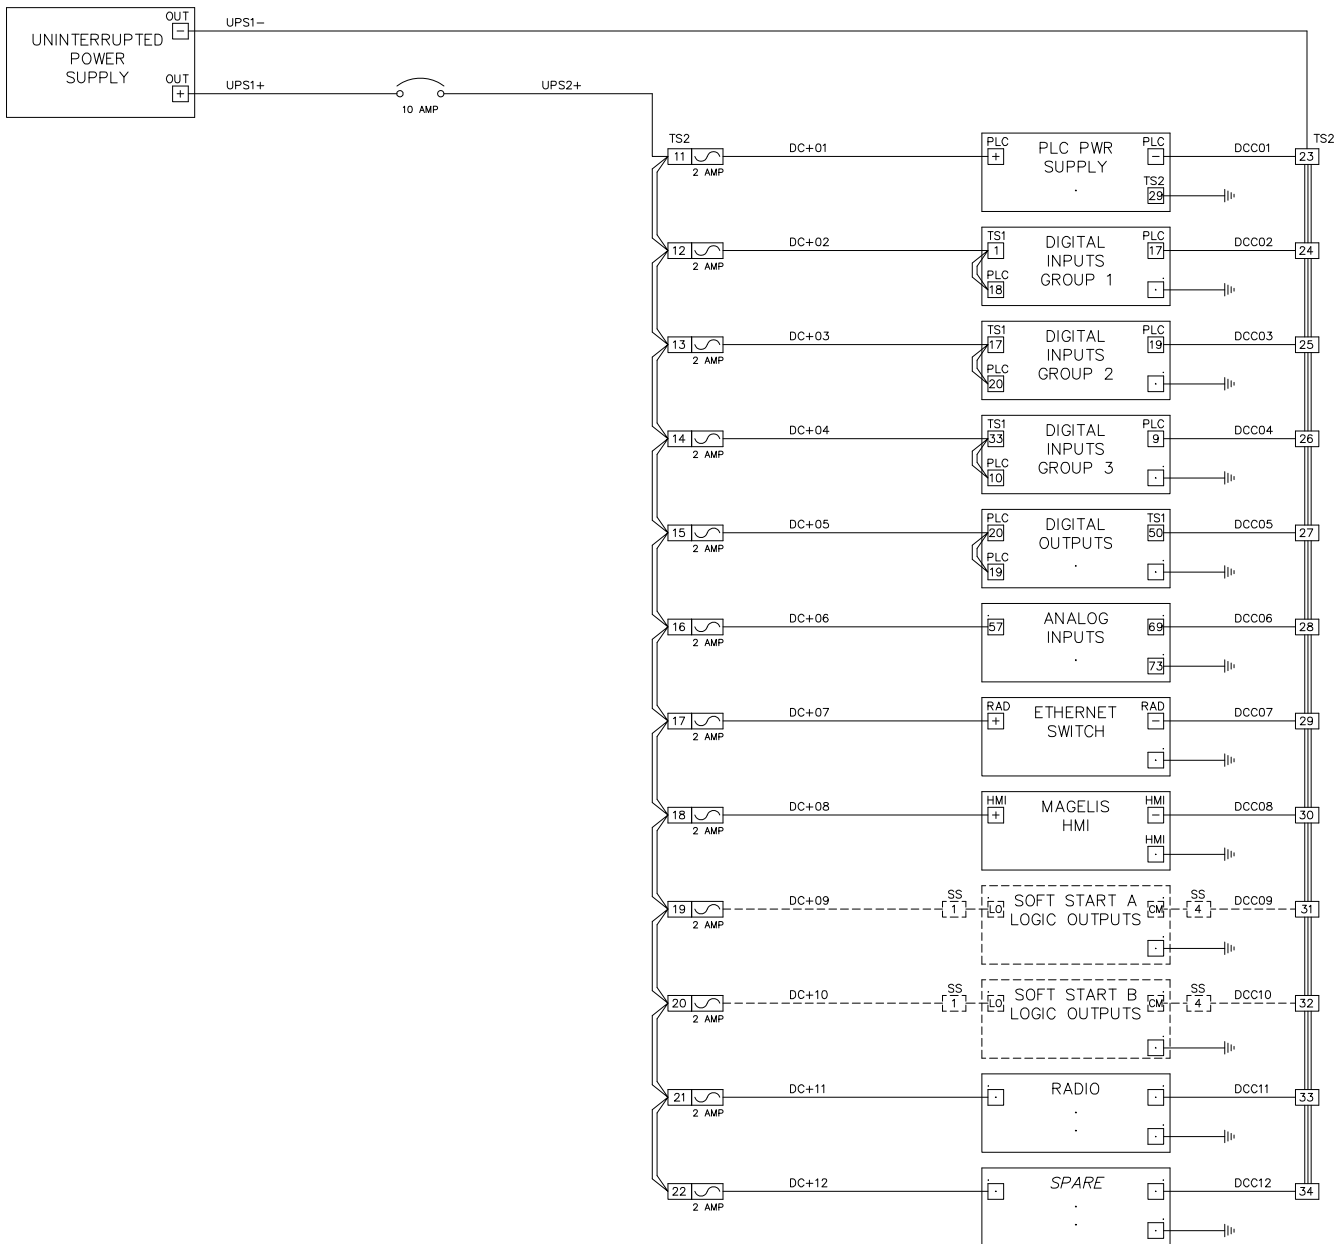 OUT
UPS1-
UNINTERRUPTED
POWER
SUPPLY
-
OUT
+
UPS1+
10 AMP
UPS2+
TS2
11
2 AMP
DC+01
PLC
+
PLC PWR
SUPPLY
.
PLC
-
TS2
29
DCC01
TS2
23
12
2 AMP
DC+02
TS1
1
PLC
18
DIGITAL
INPUTS
GROUP 1
PLC
17
DCC02
24
13
2 AMP
DC+03
TS1
17
PLC
20
DIGITAL
INPUTS
GROUP 2
PLC
19
DCC03
25
14
2 AMP
DC+04
TS1
33
PLC
10
DIGITAL
INPUTS
GROUP 3
PLC
9
DCC04
26
15
2 AMP
DC+05
PLC
20
PLC
19
DIGITAL
OUTPUTS
.
TS1
50
DCC05
27
16
2 AMP
DC+06
57
ANALOG
INPUTS
.
69
73
DCC06
28
17
2 AMP
DC+07
RAD
+
ETHERNET
SWITCH
RAD
-
DCC07
29
18
2 AMP
DC+08
HMI
+
MAGELIS
HMI
HMI
-
HMI
DCC08
30
19
2 AMP
DC+09
SS
1
LO
SOFT START A
LOGIC OUTPUTS
CM
SS
4
DCC09
31
20
2 AMP
DC+10
SS
1
LO
SOFT START B
LOGIC OUTPUTS
CM
SS
4
DCC10
32
21
2 AMP
DC+11
RADIO
.
.
DCC11
33
22
2 AMP
DC+12
SPARE
.
.
DCC12
34